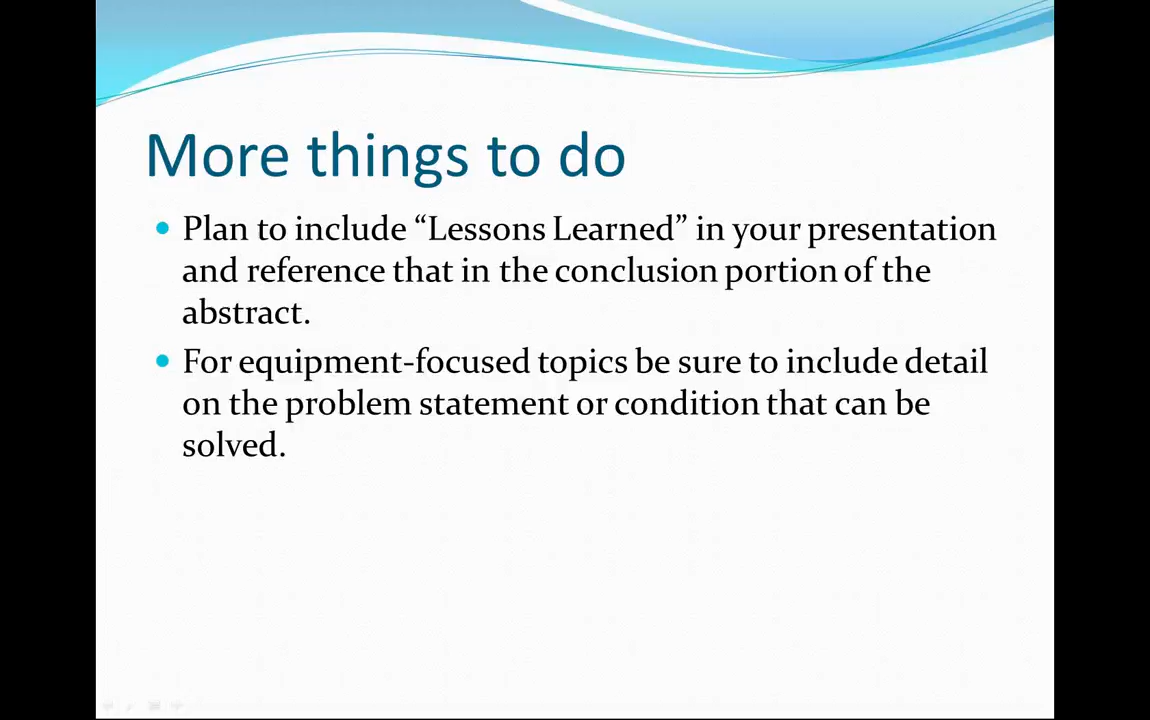 More things to do
• Plan to include “Lessons Learned” in your presentation
and reference that in the conclusion portion of the
abstract.
• For equipment-focused topics be sure to include detail
on the problem statement or condition that can be
solved.